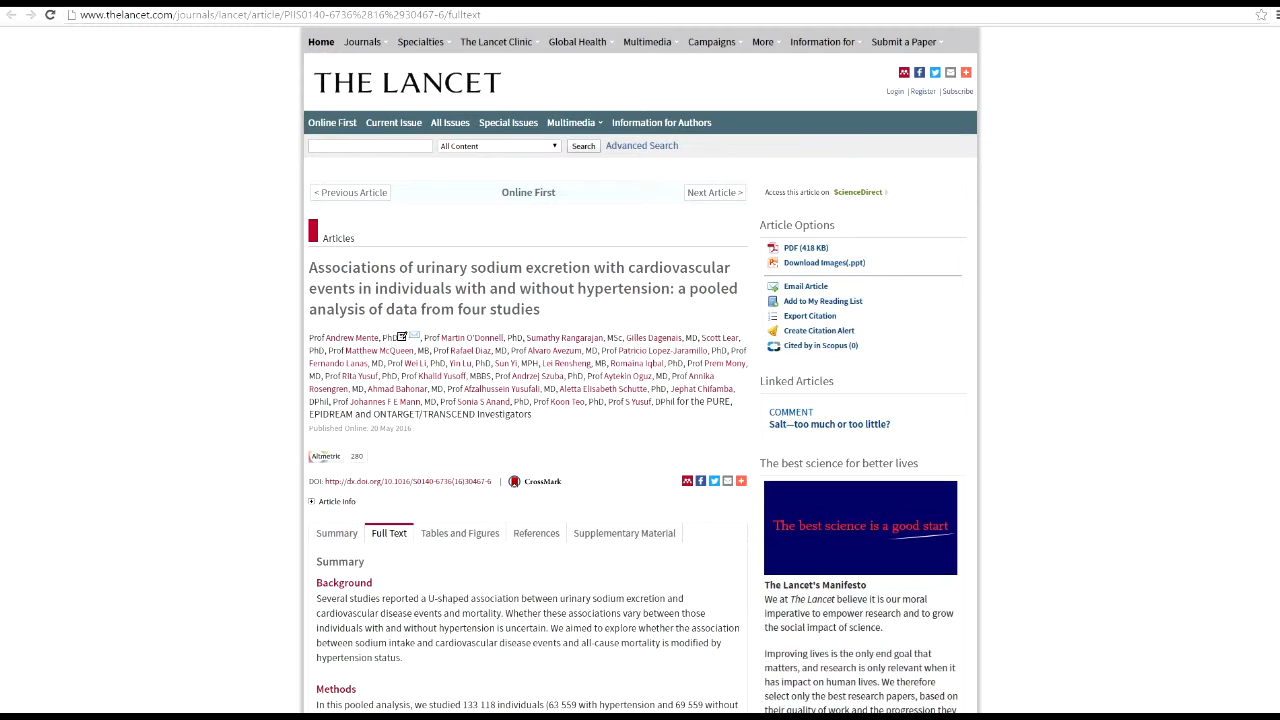 www.thelancet.com/journals/lancet/article/PIIS0140-6736%2816%2930467-6/fulltext
Home Journals Specialties The Lancet Clinic Global Health Multimedia Campaigns More Information for Submit a Paper
THE LANCET
Login | Register | Subscribe
Online First Current Issue All Issues Special Issues Multimedia Information for Authors
All Content Search Advanced Search
< Previous Article Online First Next Article >
Articles
Associations of urinary sodium excretion with cardiovascular
events in individuals with and without hypertension: a pooled
analysis of data from four studies
Prof Andrew Mente, PhD, Prof Martin O'Donnell, PhD, Sumathy Rangarajan, MSc, Gilles Dagenais, MD, Scott Lear,
PhD, Prof Matthew McQueen, MB, Prof Rafael Diaz, MD, Prof Alvaro Avezum, MD, Prof Patricio Lopez-Jaramillo, PhD, Prof
Fernando Lanas, MD, Prof Wei Li, PhD, Yin Lu, PhD, Sun Yi, MPH, Lei Rensheng, MB, Romaina Iqbal, PhD, Prof Prem Mony,
MD, Prof Rita Yusuf, PhD, Prof Khalid Yusoff, MBBS, Prof Andrzej Szuba, PhD, Prof Aytekin Oguz, MD, Prof Annika
Rosengren, MD, Ahmad Bahonar, MD, Prof Afzalhussein Yusufali, MD, Aletta Elisabeth Schutte, PhD, Jephat Chifamba,
DPhil, Prof Johannes F E Mann, MD, Prof Sonia S Anand, PhD, Prof Koon Teo, PhD, Prof S Yusuf, DPhil for the PURE,
EPIDREAM and ONTARGET/TRANSCEND Investigators
Published Online: 20 May 2016
Altmetric 280
DOI: http://dx.doi.org/10.1016/S0140-6736(16)30467-6 | CrossMark
Article Info
Summary Full Text Tables and Figures References Supplementary Material
Summary
Background
Several studies reported a U-shaped association between urinary sodium excretion and
cardiovascular disease events and mortality. Whether these associations vary between those
individuals with and without hypertension is uncertain. We aimed to explore whether the association
between sodium intake and cardiovascular disease events and all-cause mortality is modified by
hypertension status.
Methods
In this pooled analysis, we studied 133 118 individuals (63 559 with hypertension and 69 559 without
Access this article on ScienceDirect
Article Options
PDF (418 KB)
Download Images(.ppt)
Email Article
Add to My Reading List
Export Citation
Create Citation Alert
Cited by in Scopus (0)
Linked Articles
COMMENT
Salt—too much or too little?
The best science for better lives
The best science is a good start
The Lancet's Manifesto
We at The Lancet believe it is our moral
imperative to empower research and to grow
the social impact of science.
Improving lives is the only end goal that
matters, and research is only relevant when it
has impact on human lives. We therefore
select only the best research papers, based on
their quality of work and the progression they